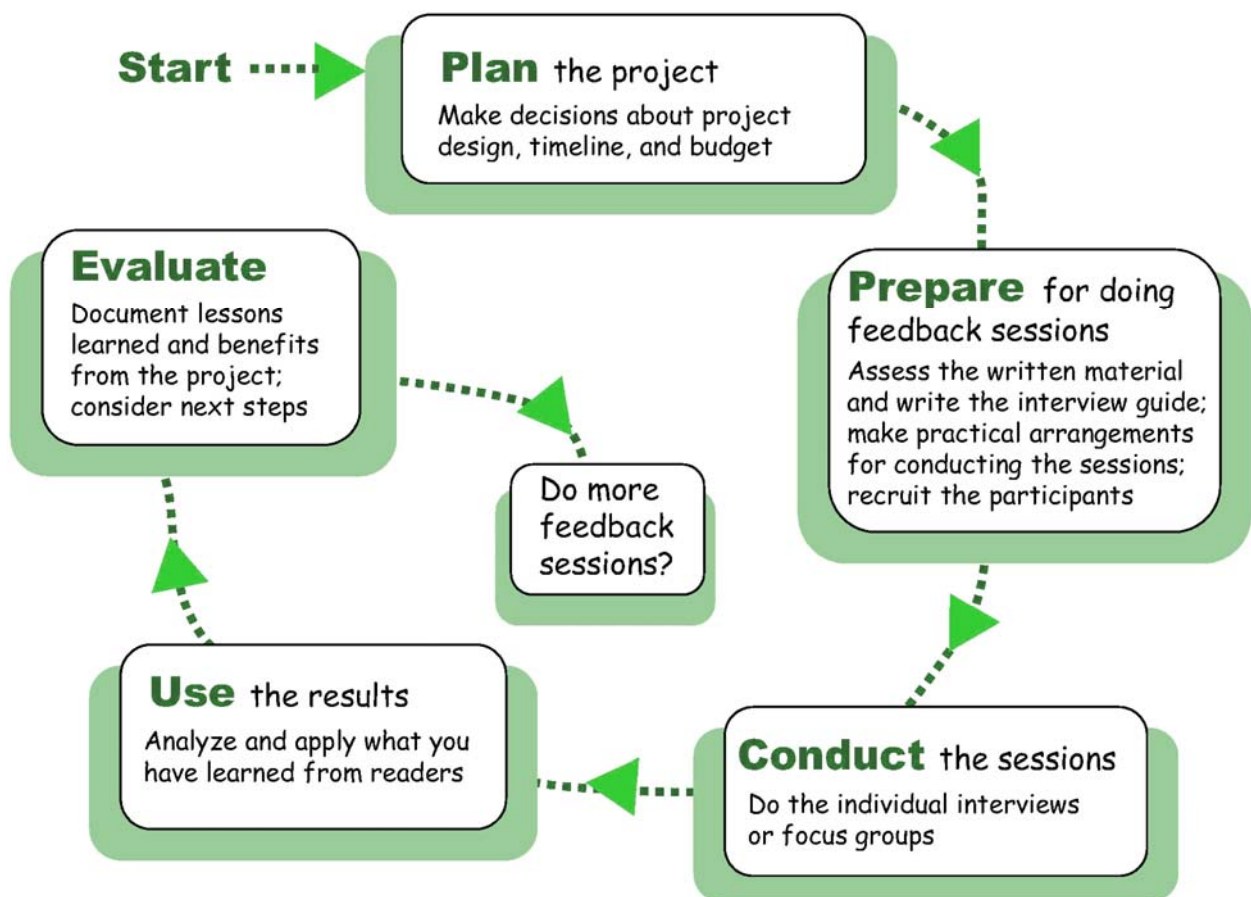 Start
Plan the project
Make decisions about project
design, timeline, and budget
Prepare for doing
feedback sessions
Assess the written material
and write the interview guide;
make practical arrangements
for conducting the sessions;
recruit the participants
Conduct the sessions
Do the individual interviews
or focus groups
Use the results
Analyze and apply what you
have learned from readers
Evaluate
Document lessons
learned and benefits
from the project;
consider next steps
Do more
feedback
sessions?